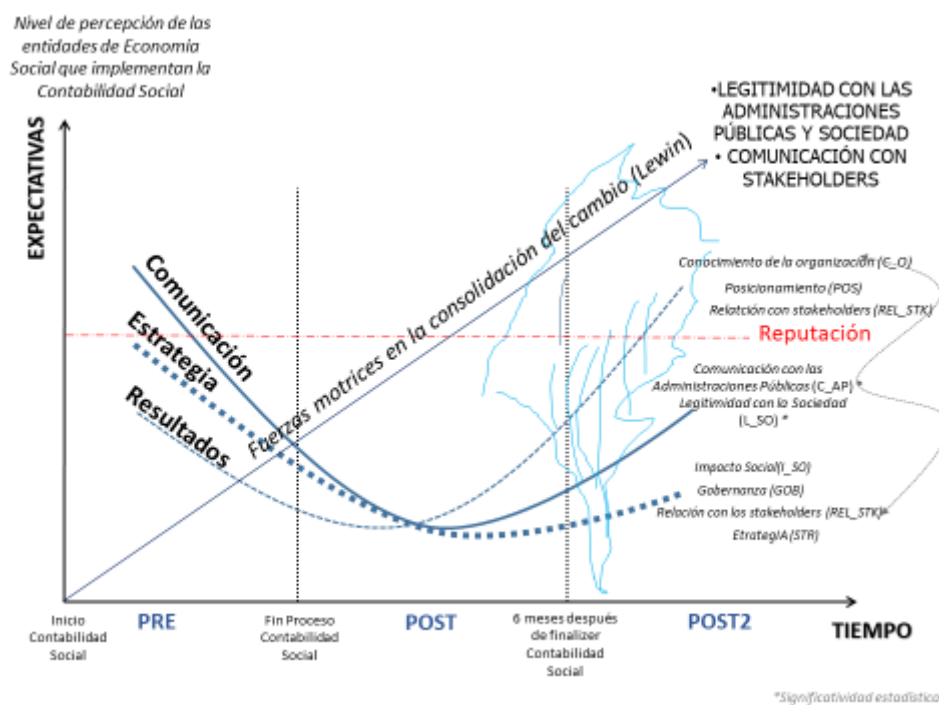 Nivel de percepción de las
entidades de Economía
Social que implementan la
Contabilidad Social
•LEGITIMIDAD CON LAS
ADMINISTRACIONES
PÚBLICAS Y SOCIEDAD
• COMUNICACIÓN CON
STAKEHOLDERS
EXPECTATIVAS
Fuerzas motrices en la consolidación del cambio (Lewin)
Comunicación
Estrategia
Resultados
Conocimiento de la organización (C_O)
Posicionamiento (POS)
Relatción con stakeholders (REL_STK)
Reputación
Comunicación con las
Administraciones Públicas (C_AP) *
Legitimidad con la Sociedad
(L_SO) *
Impacto Social(I_SO)
Gobernanza (GOB)
Relación con los stakeholders (REL_STK)*
EtrategIA (STR)
Inicio
Contabilidad
Social
PRE
Fin Proceso
Contabilidad
Social
POST
6 meses después
de finalizer
Contabilidad
Social
POST2
TIEMPO
*Significatividad estadística